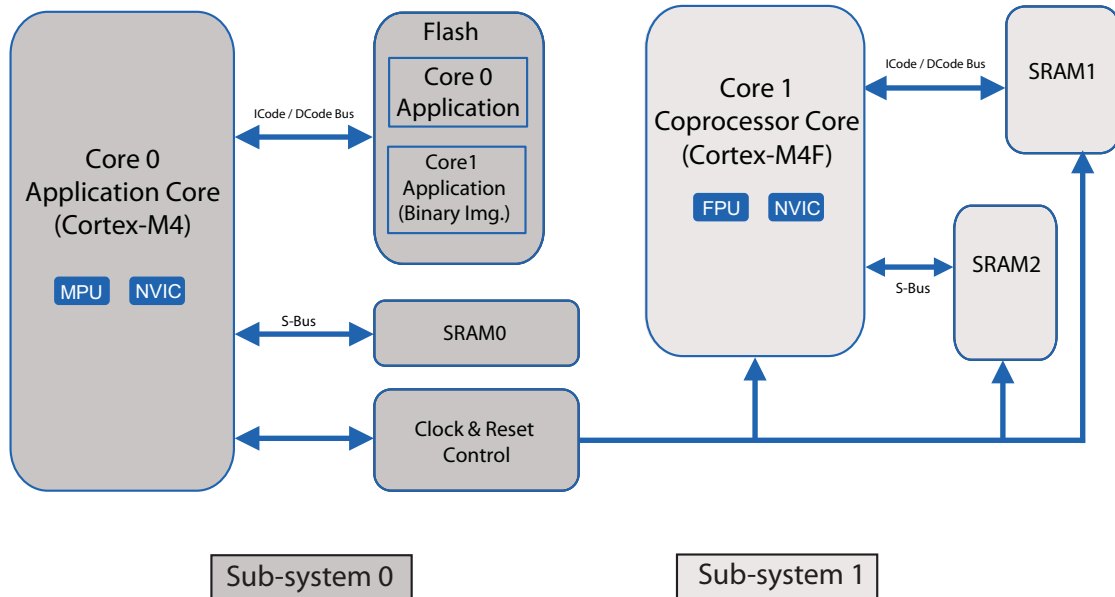 Core 0
Application Core
(Cortex-M4)
MPU
NVIC
ICode / DCode Bus
Flash
Core 0
Application
Core1
Application
(Binary Img.)
S-Bus
SRAM0
Clock & Reset
Control
Core 1
Coprocessor Core
(Cortex-M4F)
FPU
NVIC
ICode / DCode Bus
SRAM1
S-Bus
SRAM2
Sub-system 0
Sub-system 1